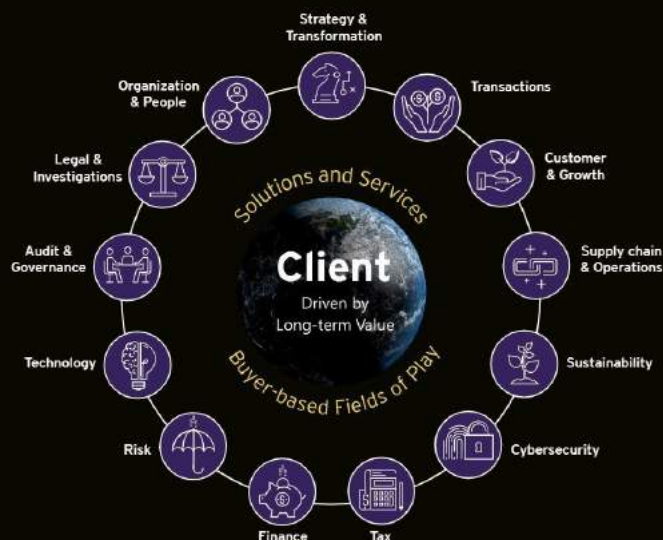 Strategy &
Transformation
Organization
& People
Transactions
Legal &
Investigations
Customer
& Growth
Solutions and Services
Audit &
Governance
Client
Driven by
Long-term Value
Supply chain
& Operations
Buyer-based Fields of Play
Technology
Sustainability
Risk
Cybersecurity
Finance
Tax